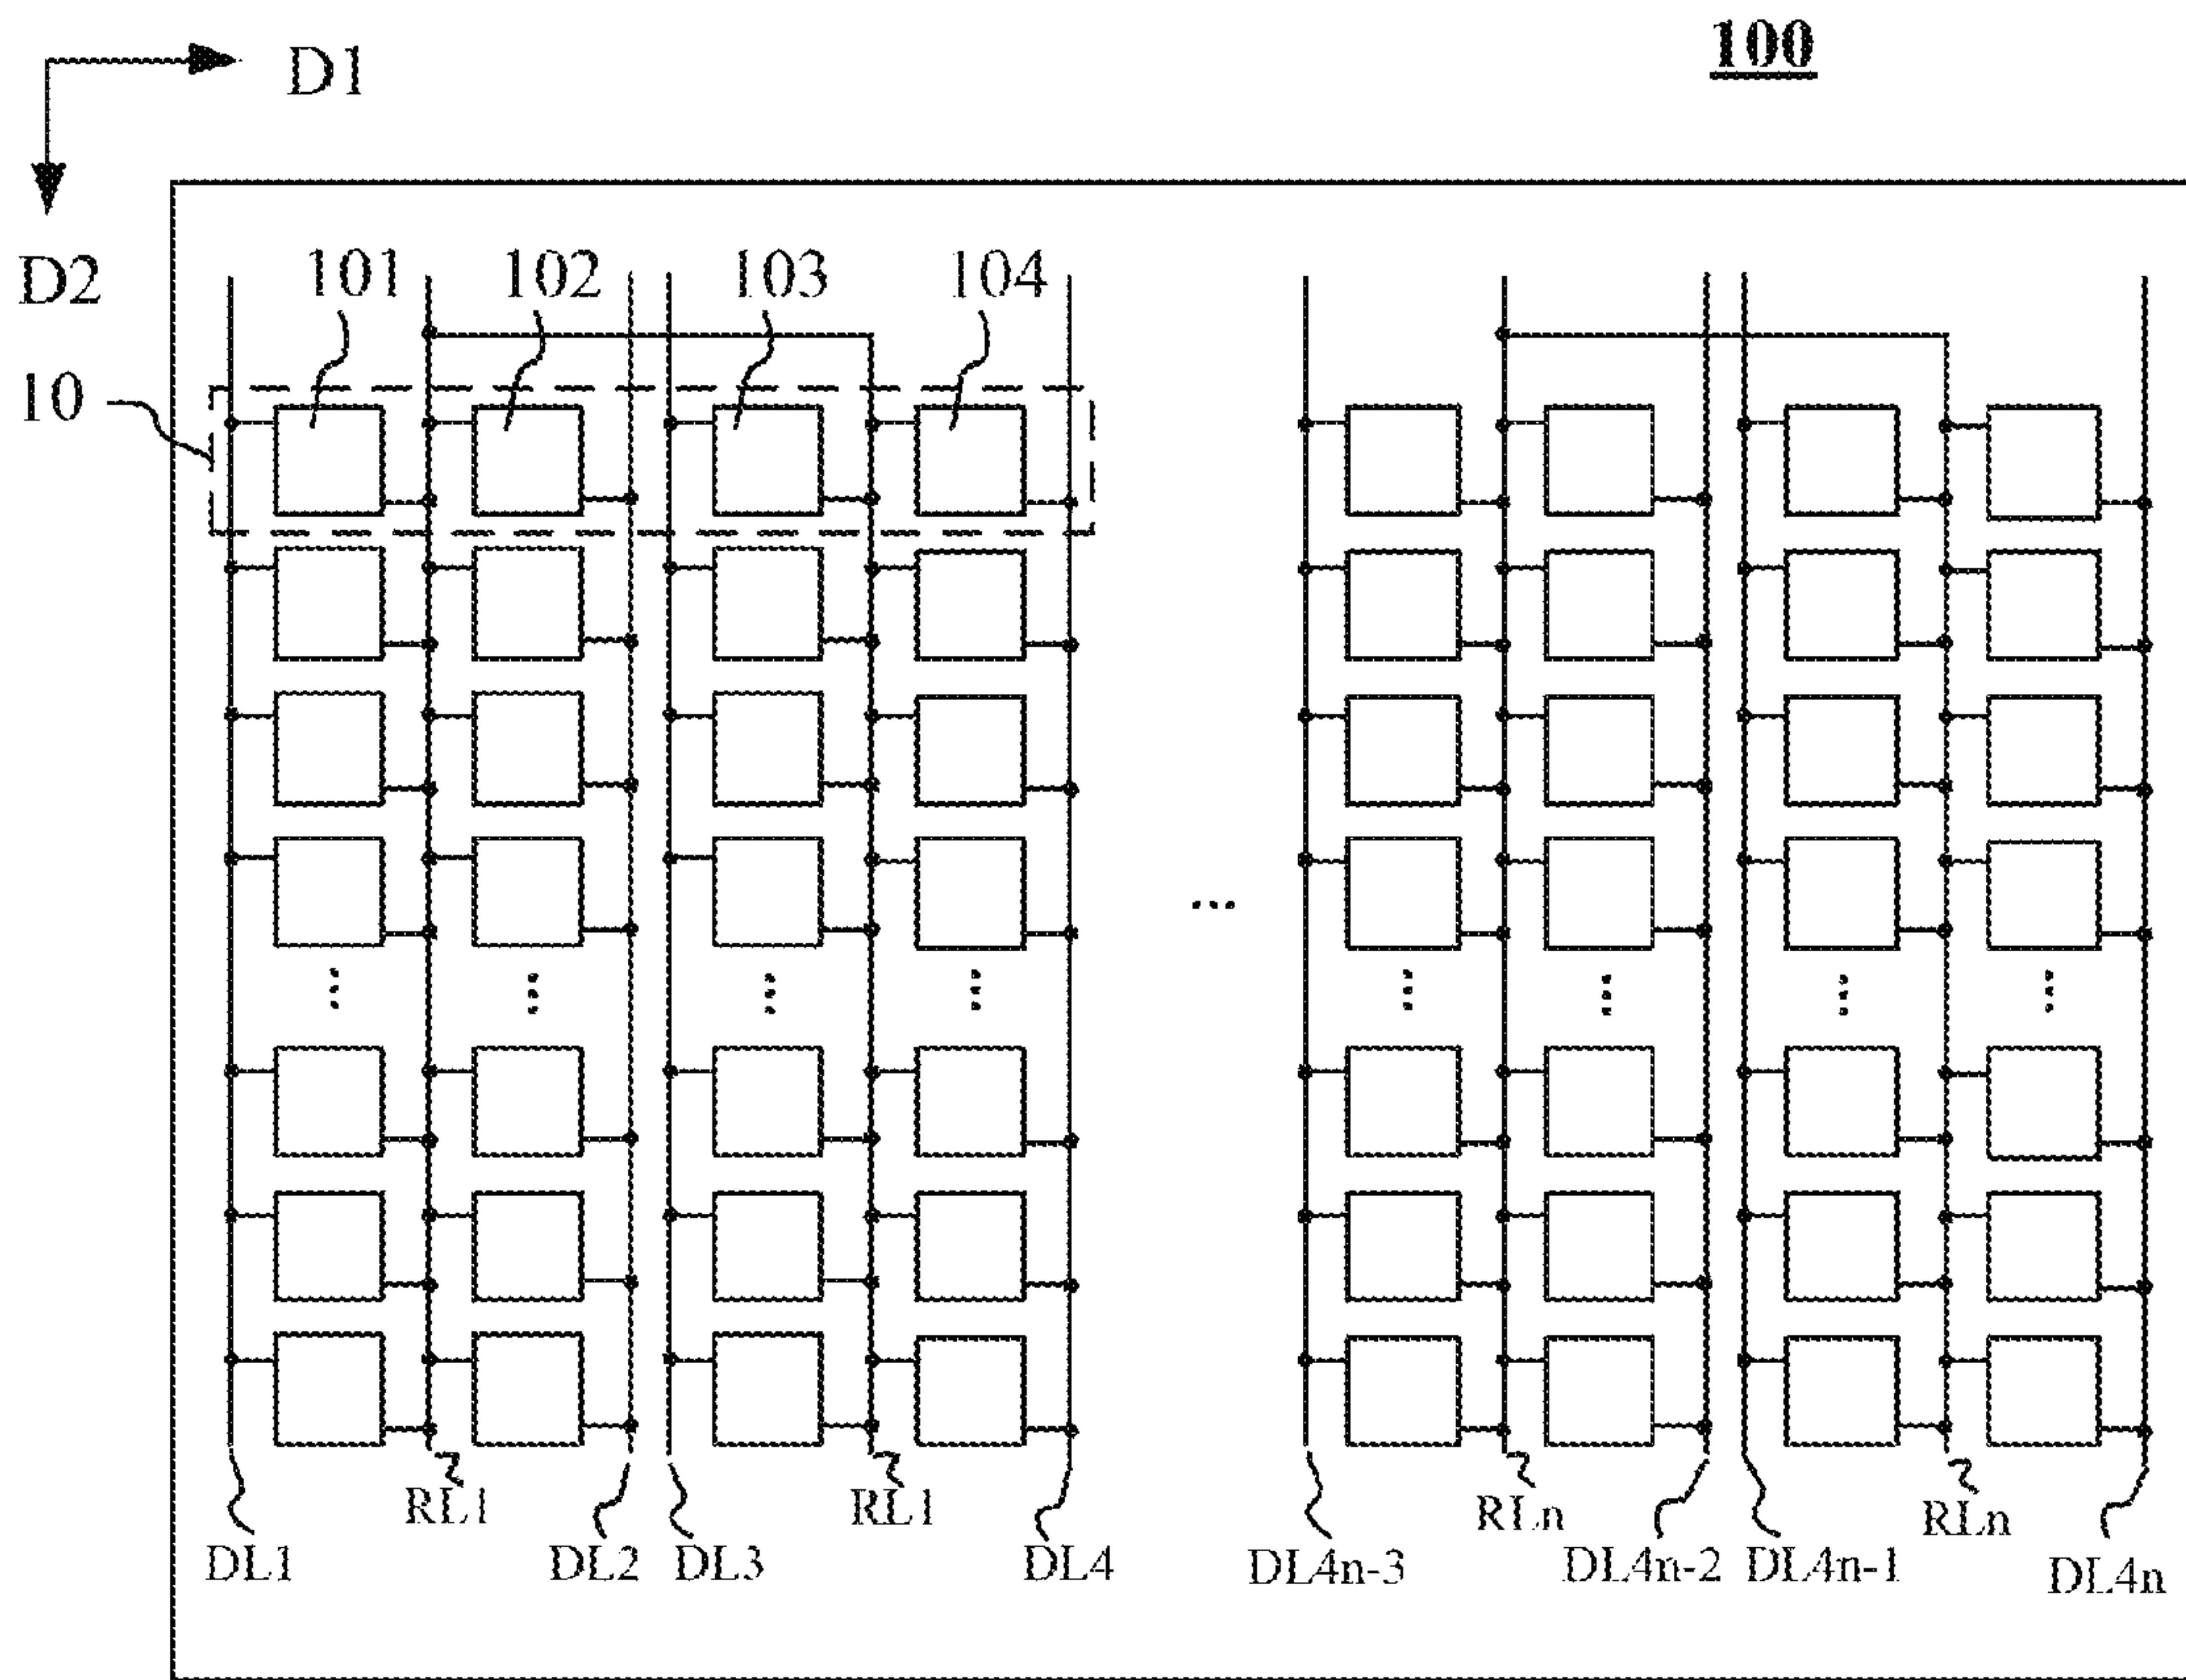 100
D1
D2
101 102 103 104
10
...
... ... ... ... ... ... ... ...
RL1 RL1 RLn RLn
DL1 DL2 DL3 DL4 DL4n-3 DL4n-2 DL4n-1 DL4n